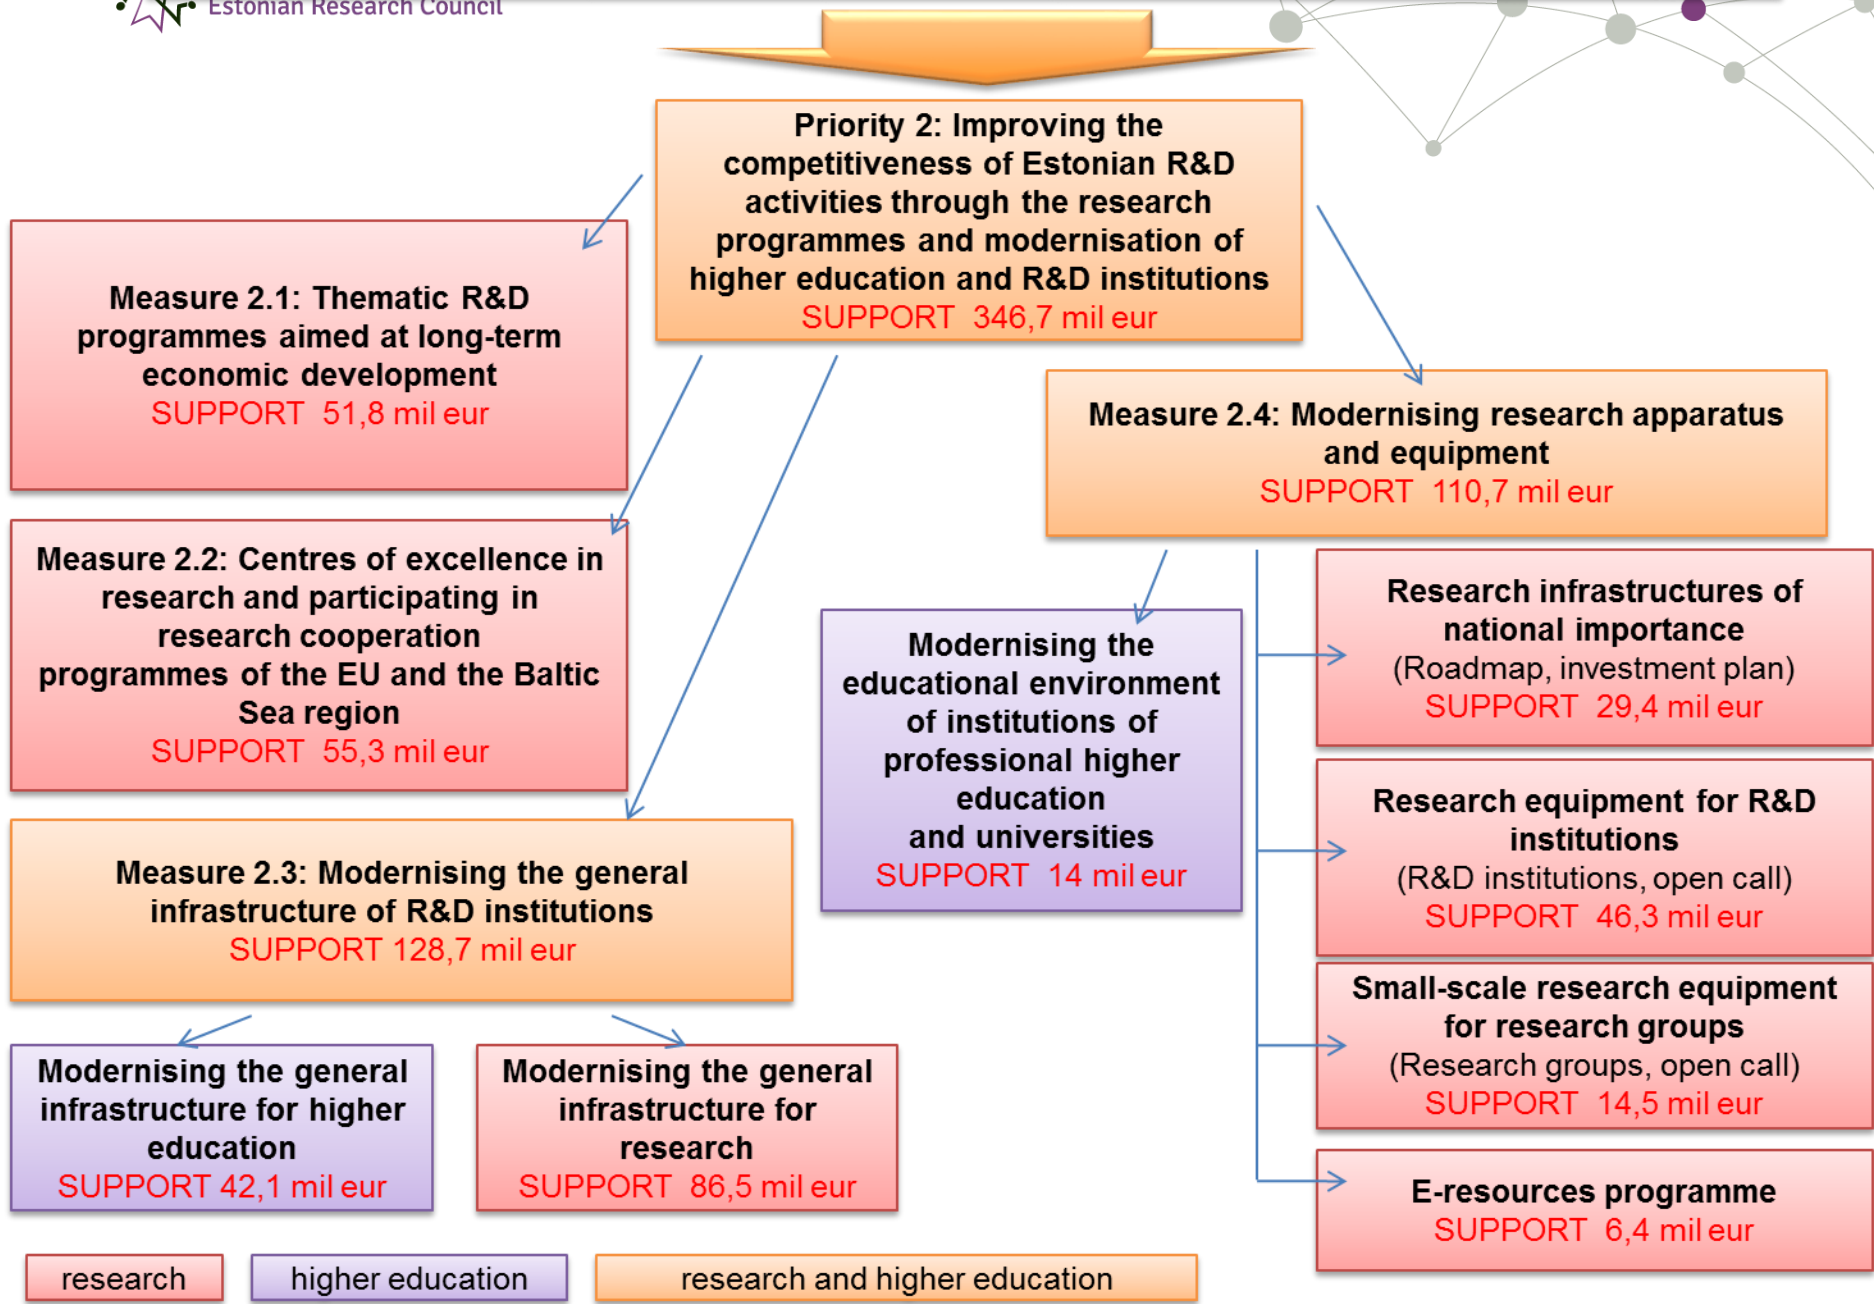 Estonian Research Council
Priority 2: Improving the
competitiveness of Estonian R&D
activities through the research
programmes and modernisation of
higher education and R&D institutions
SUPPORT 346,7 mil eur
Measure 2.1: Thematic R&D
programmes aimed at long-term
economic development
SUPPORT 51,8 mil eur
Measure 2.2: Centres of excellence in
research and participating in
research cooperation
programmes of the EU and the Baltic
Sea region
SUPPORT 55,3 mil eur
Measure 2.3: Modernising the general
infrastructure of R&D institutions
SUPPORT 128,7 mil eur
Modernising the general
infrastructure for higher
education
SUPPORT 42,1 mil eur
Modernising the general
infrastructure for
research
SUPPORT 86,5 mil eur
Measure 2.4: Modernising research apparatus
and equipment
SUPPORT 110,7 mil eur
Modernising the
educational environment
of institutions of
professional higher
education
and universities
SUPPORT 14 mil eur
Research infrastructures of
national importance
(Roadmap, investment plan)
SUPPORT 29,4 mil eur
Research equipment for R&D
institutions
(R&D institutions, open call)
SUPPORT 46,3 mil eur
Small-scale research equipment
for research groups
(Research groups, open call)
SUPPORT 14,5 mil eur
E-resources programme
SUPPORT 6,4 mil eur
research
higher education
research and higher education